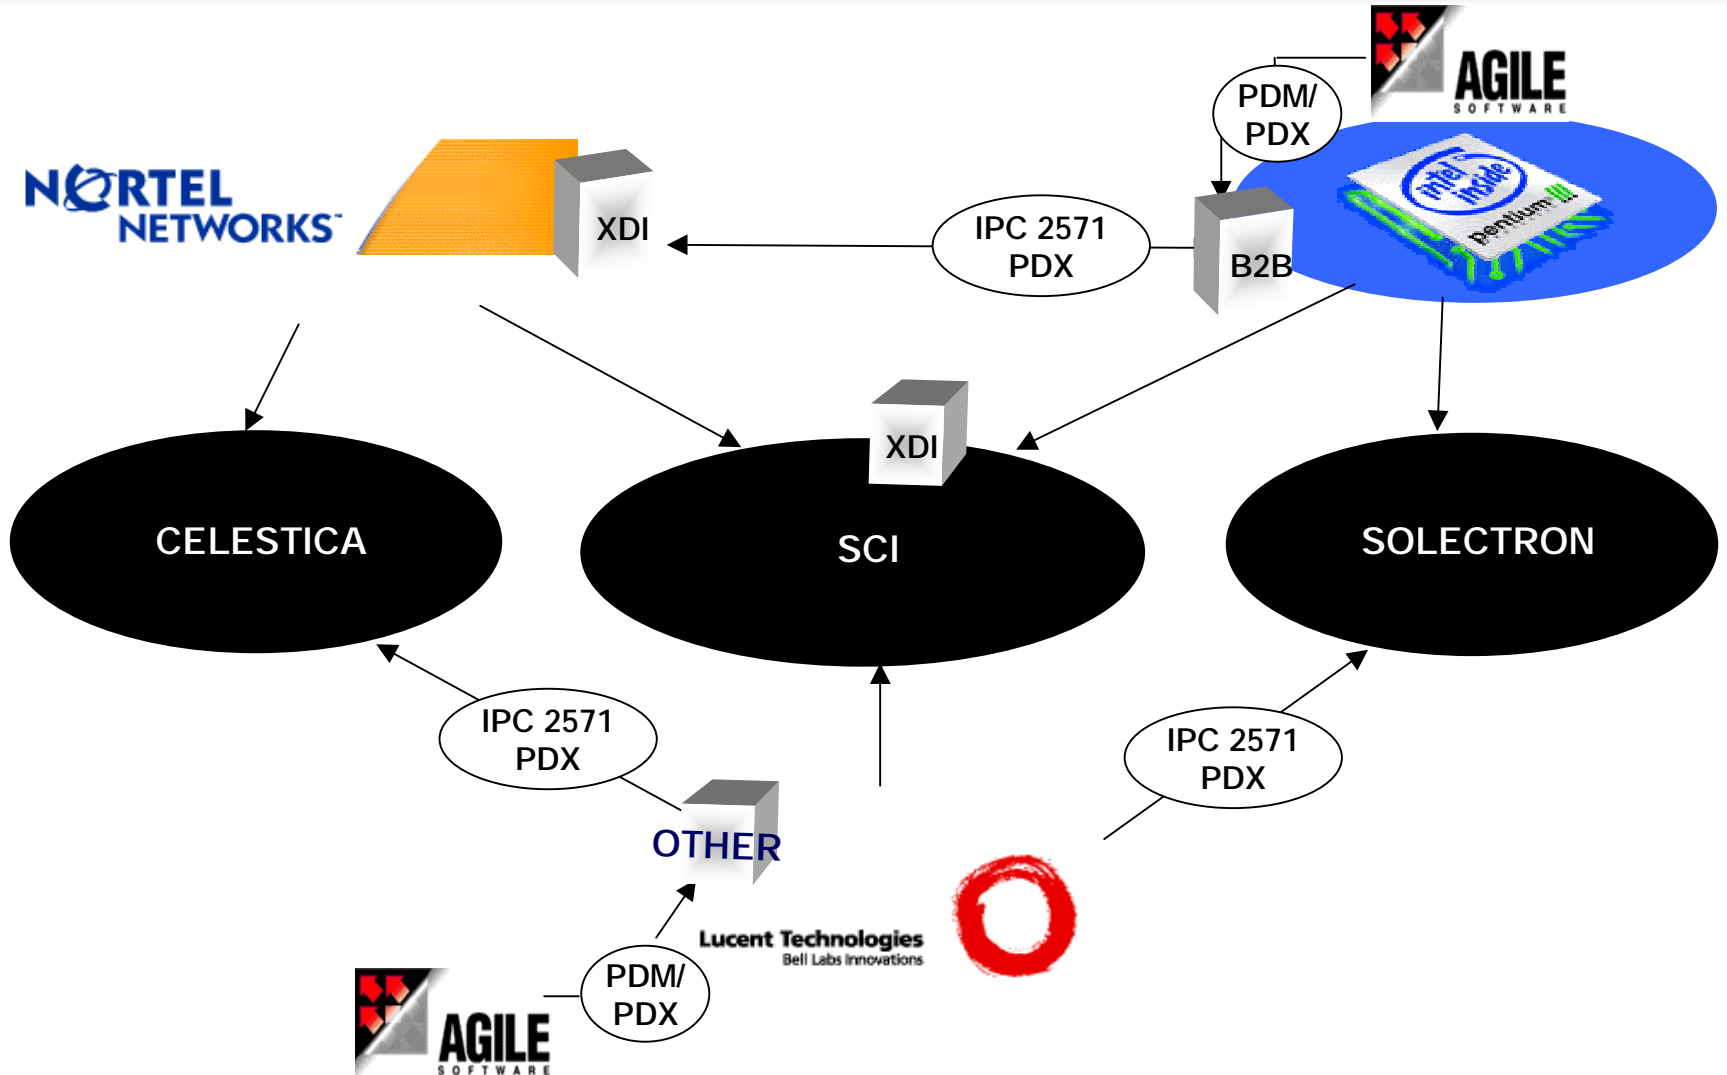 AGILE
SOFTWARE
PDM/
PDX
NORTEL
NETWORKS™
XDI
IPC 2571
PDX
B2B
intel
inside
pentium III
XDI
CELESTICA
SCI
SOLECTRON
IPC 2571
PDX
IPC 2571
PDX
OTHER
Lucent Technologies
Bell Labs Innovations
PDM/
PDX
AGILE
SOFTWARE